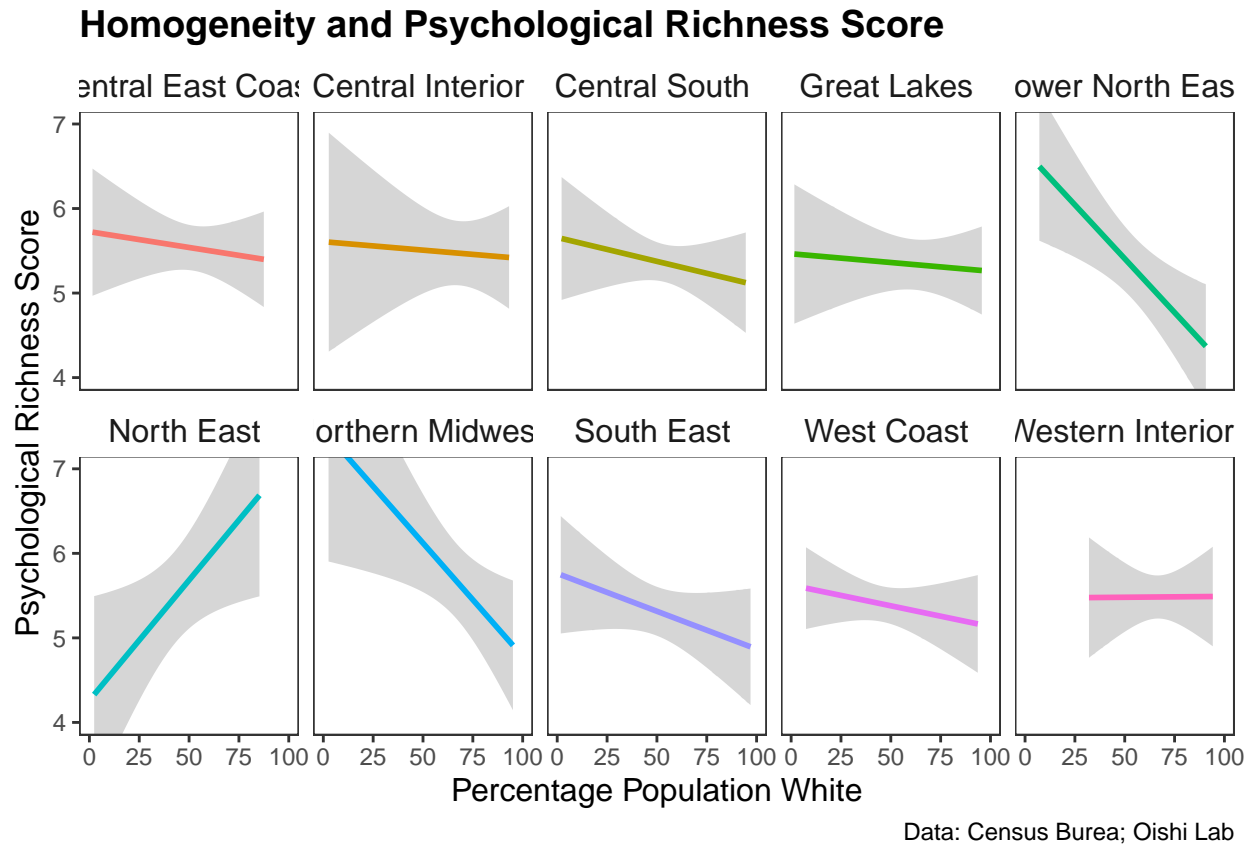 Homogeneity and Psychological Richness Score
entral East Coas Central Interior Central South Great Lakes ower North Eas
7
6
5
4
Psychological Richness Score
North East orthern Midwes South East West Coast Western Interior
7
6
5
4
0 25 50 75 100 0 25 50 75 100 0 25 50 75 100 0 25 50 75 100 0 25 50 75 100
Percentage Population White
Data: Census Burea; Oishi Lab